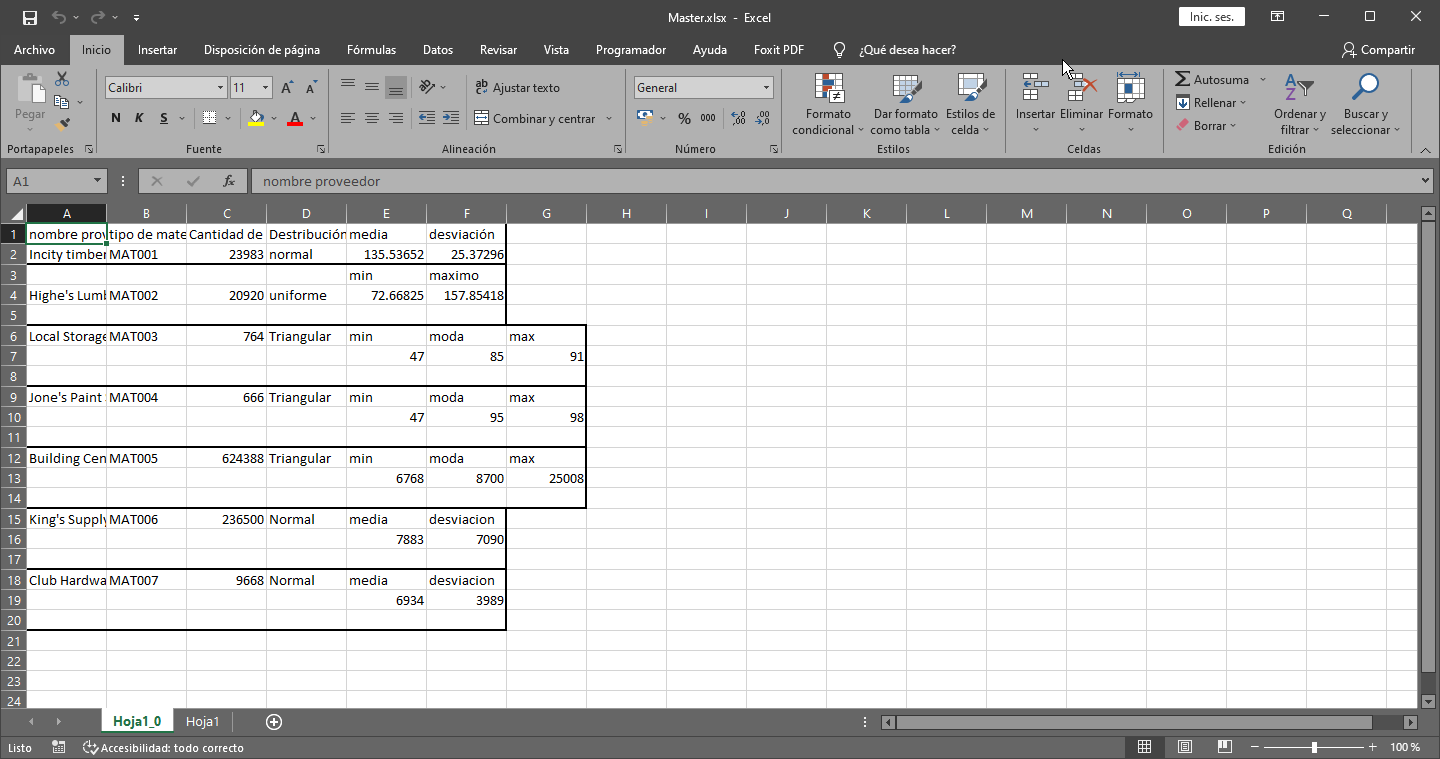 Master.xlsx - Excel
Inic. ses.
Archivo Inicio Insertar Disposición de página Fórmulas Datos Revisar Vista Programador Ayuda Foxit PDF ¿Qué desea hacer? Compartir
Pegar
Portapapeles
Calibri 11
N K S
Fuente
Ajustar texto
Combinar y centrar
Alineación
General
% 000
Número
Formato condicional
Dar formato como tabla
Estilos de celda
Estilos
Insertar Eliminar Formato
Celdas
Autosuma
Rellenar
Borrar
Ordenar y filtrar
Buscar y seleccionar
Edición
A1 fx nombre proveedor
A B C D E F G H I J K L M N O P Q
1 nombre prov tipo de mate Cantidad de Destribución media desviación
2 Incity timber MAT001 23983 normal 135.53652 25.37296
3 min maximo
4 Highe's Lumb MAT002 20920 uniforme 72.66825 157.85418
5
6 Local Storage MAT003 764 Triangular min moda max
7 47 85 91
8
9 Jone's Paint MAT004 666 Triangular min moda max
10 47 95 98
11
12 Building Cen MAT005 624388 Triangular min moda max
13 6768 8700 25008
14
15 King's Supply MAT006 236500 Normal media desviacion
16 7883 7090
17
18 Club Hardwa MAT007 9668 Normal media desviacion
19 6934 3989
20
21
22
23
24
Hoja1_0 Hoja1
Listo Accesibilidad: todo correcto 100 %